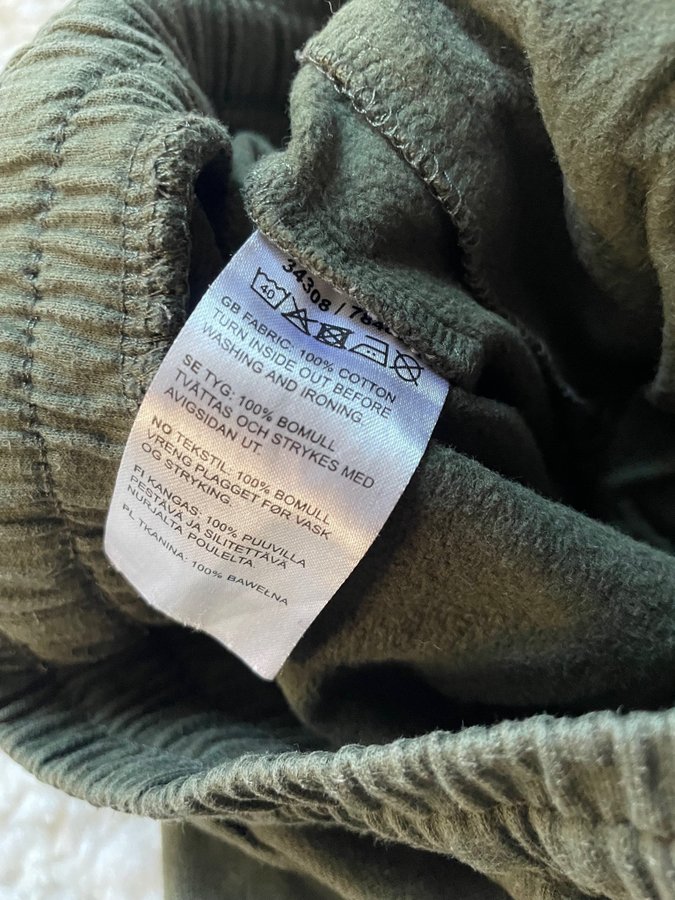 34308 / 784
40
GB FABRIC: 100% COTTON
TURN INSIDE OUT BEFORE
WASHING AND IRONING
SE TYG: 100% BOMULL
TVÄTTAS OCH STRYKES MED
AVIGSIDAN UT.
NO TEKSTIL: 100% BOMULL
VRENG PLAGGET FØR VASK
OG STRYKING.
FI KANGAS: 100% PUUVILLA
PESTÄVÄ JA SILITETTÄVÄ
NURJALTA PUOLELTA.
PL TKANINA: 100% BAWEŁNA